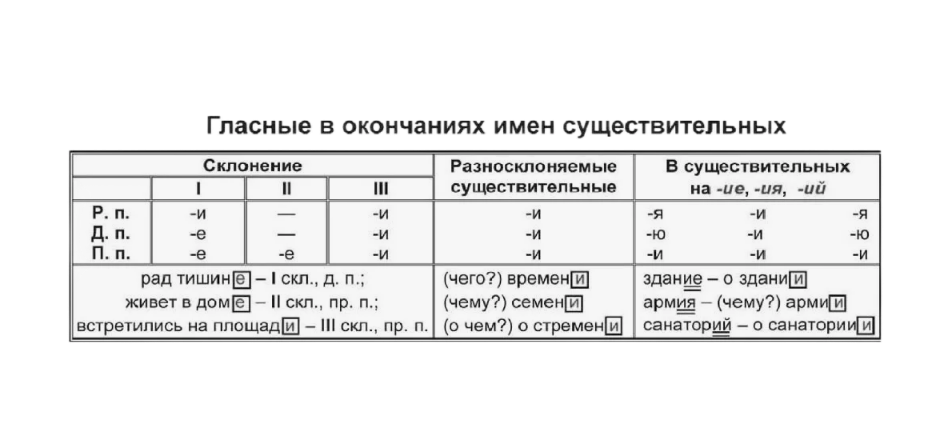 Гласные в окончаниях имен существительных
Склонение Разносклоняемые В существительных
I II III существительные на -ие, -ия, -ий
Р. п. -и — -и -и -я -и -я
Д. п. -е — -и -и -ю -и -ю
П. п. -е -е -и -и -и -и -и
рад тишине – I скл., д. п.; (чего?) времени здание – о здании
живет в доме – II скл., пр. п.; (чему?) семени армия – (чему?) армии
встретились на площади – III скл., пр. п. (о чем?) о стремени санаторий – о санаториии